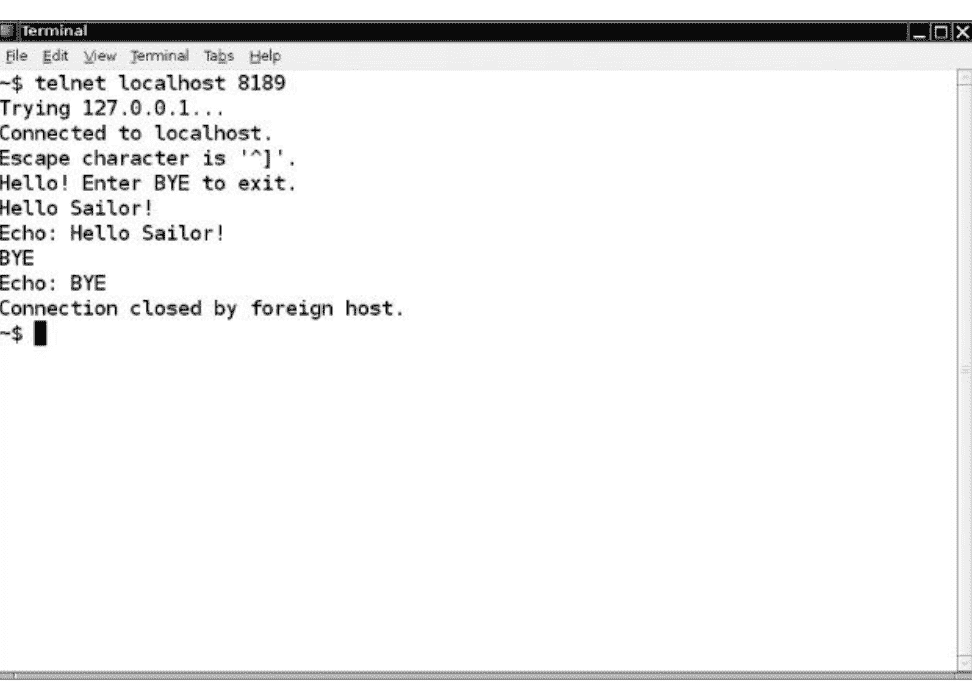 Terminal
File Edit View Terminal Tabs Help
~$ telnet localhost 8189
Trying 127.0.0.1...
Connected to localhost.
Escape character is '^]'.
Hello! Enter BYE to exit.
Hello Sailor!
Echo: Hello Sailor!
BYE
Echo: BYE
Connection closed by foreign host.
~$